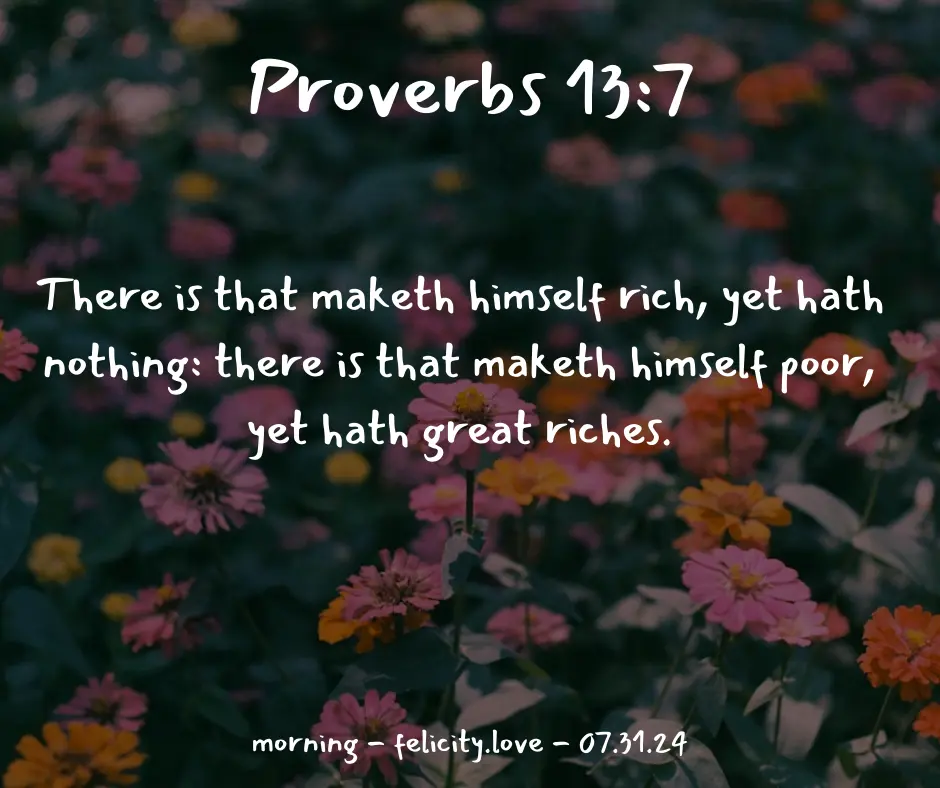 Proverbs 13:7
There is that maketh himself rich, yet hath
nothing: there is that maketh himself poor,
yet hath great riches.
morning - felicity.love - 07.31.24